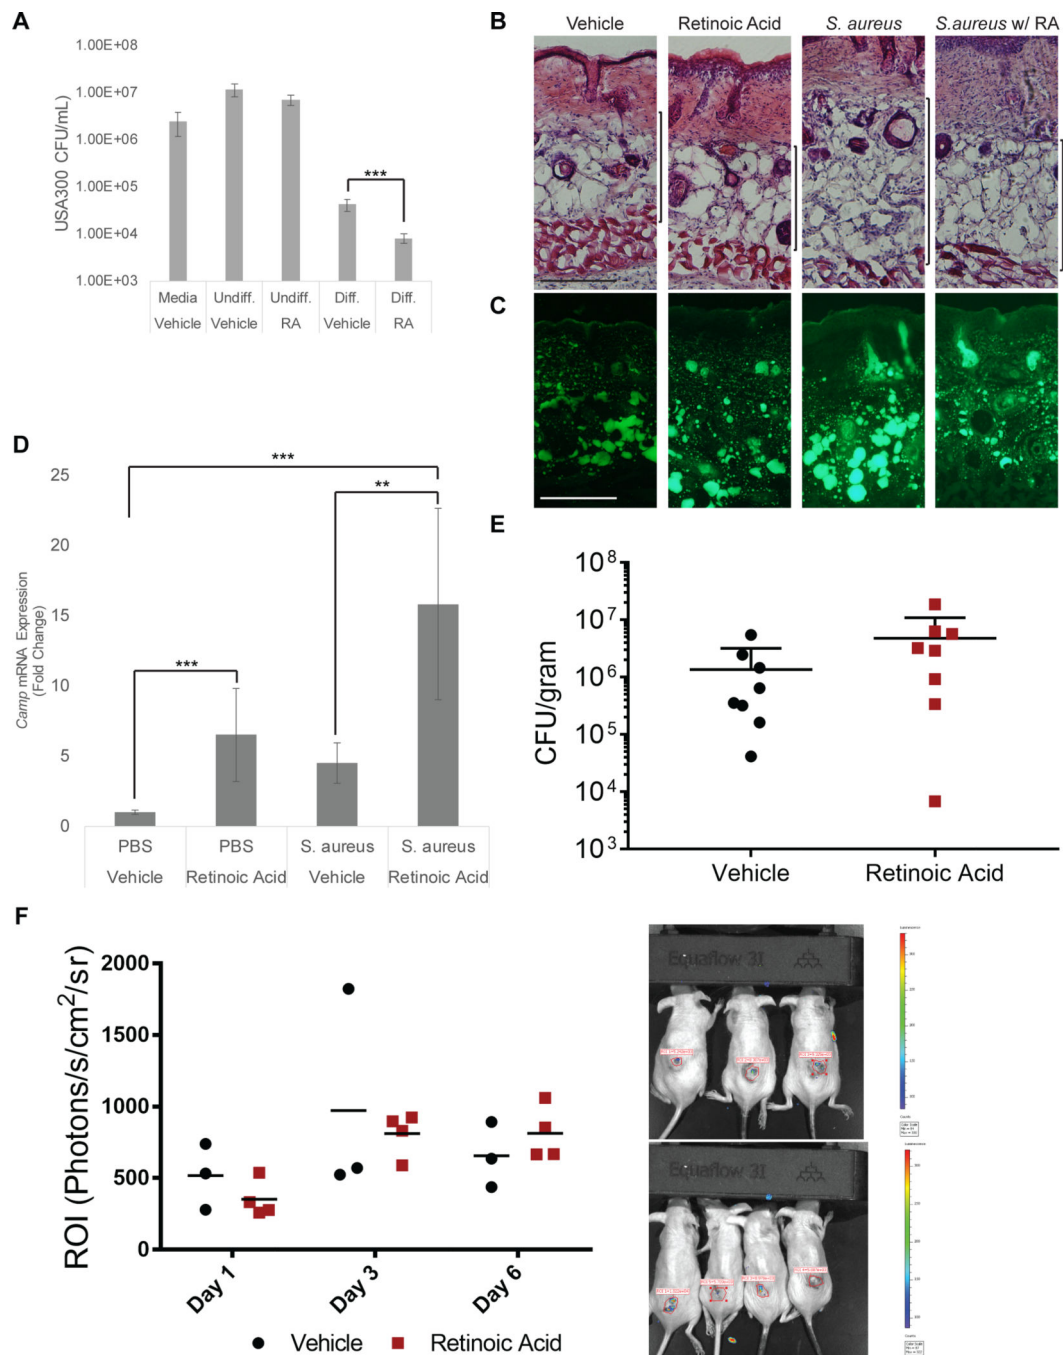 A
1.00E+08
1.00E+07
1.00E+06
1.00E+05
1.00E+04
1.00E+03
USA300 CFU/mL
***
Media Undiff. Undiff. Diff. Diff.
Vehicle Vehicle RA Vehicle RA
B
Vehicle Retinoic Acid S. aureus S.aureus w/ RA
C
D
25
20
15
10
5
0
Camp mRNA Expression
(Fold Change)
***
**
***
PBS PBS S. aureus S. aureus
Vehicle Retinoic Acid Vehicle Retinoic Acid
E
10^8
10^7
10^6
10^5
10^4
10^3
CFU/gram
Vehicle Retinoic Acid
F
2000
1500
1000
500
0
ROI (Photons/s/cm²/sr)
Day 1 Day 3 Day 6
Vehicle Retinoic Acid
Equaflow 3I
Equaflow 3I